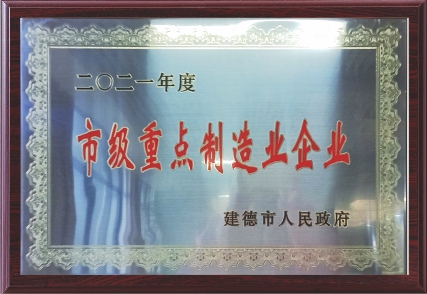 二〇二一年度
市级重点制造业企业
建德市人民政府